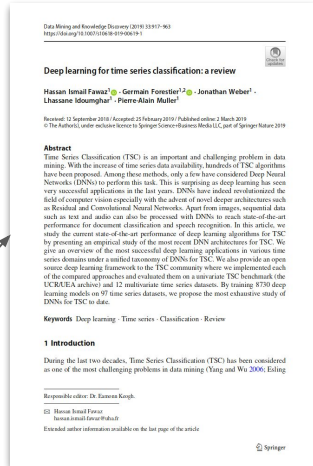 Data Mining and Knowledge Discovery (2019) 33:917–963
https://doi.org/10.1007/s10618-019-00619-1
Check for
updates
Deep learning for time series classification: a review
Hassan Ismail Fawaz¹ · Germain Forestier¹,² · Jonathan Weber¹ ·
Lhassane Idoumghar¹ · Pierre-Alain Muller¹
Received: 12 September 2018 / Accepted: 25 February 2019 / Published online: 2 March 2019
© The Author(s), under exclusive licence to Springer Science+Business Media LLC, part of Springer Nature 2019
Abstract
Time Series Classification (TSC) is an important and challenging problem in data
mining. With the increase of time series data availability, hundreds of TSC algorithms
have been proposed. Among these methods, only a few have considered Deep Neural
Networks (DNNs) to perform this task. This is surprising as deep learning has seen
very successful applications in the last years. DNNs have indeed revolutionized the
field of computer vision especially with the advent of novel deeper architectures such
as Residual and Convolutional Neural Networks. Apart from images, sequential data
such as text and audio can also be processed with DNNs to reach state-of-the-art
performance for document classification and speech recognition. In this article, we
study the current state-of-the-art performance of deep learning algorithms for TSC
by presenting an empirical study of the most recent DNN architectures for TSC. We
give an overview of the most successful deep learning applications in various time
series domains under a unified taxonomy of DNNs for TSC. We also provide an open
source deep learning framework to the TSC community where we implemented each
of the compared approaches and evaluated them on a univariate TSC benchmark (the
UCR/UEA archive) and 12 multivariate time series datasets. By training 8730 deep
learning models on 97 time series datasets, we propose the most exhaustive study of
DNNs for TSC to date.
Keywords Deep learning · Time series · Classification · Review
1 Introduction
During the last two decades, Time Series Classification (TSC) has been considered
as one of the most challenging problems in data mining (Yang and Wu 2006; Esling
Responsible editor: Dr. Eamonn Keogh.
✉ Hassan Ismail Fawaz
hassan.ismail-fawaz@uha.fr
Extended author information available on the last page of the article
Springer